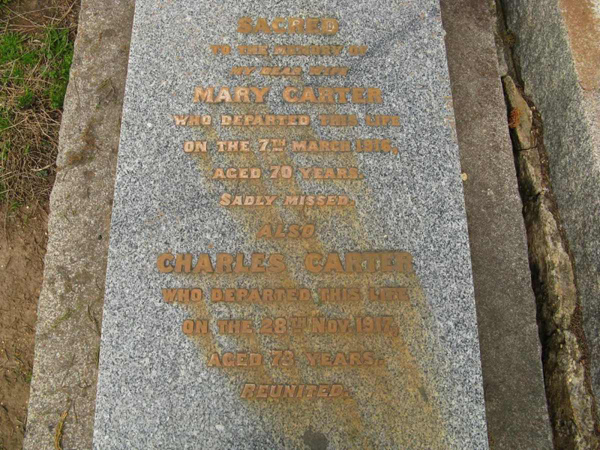 SACRED
TO THE MEMORY OF
MY DEAR WIFE
MARY CARTER
WHO DEPARTED THIS LIFE
ON THE 7TH MARCH 1916,
AGED 70 YEARS.
SADLY MISSED.
ALSO
CHARLES CARTER
WHO DEPARTED THIS LIFE
ON THE 28TH NOV
AGED 73 YEARS.
REUNITED.